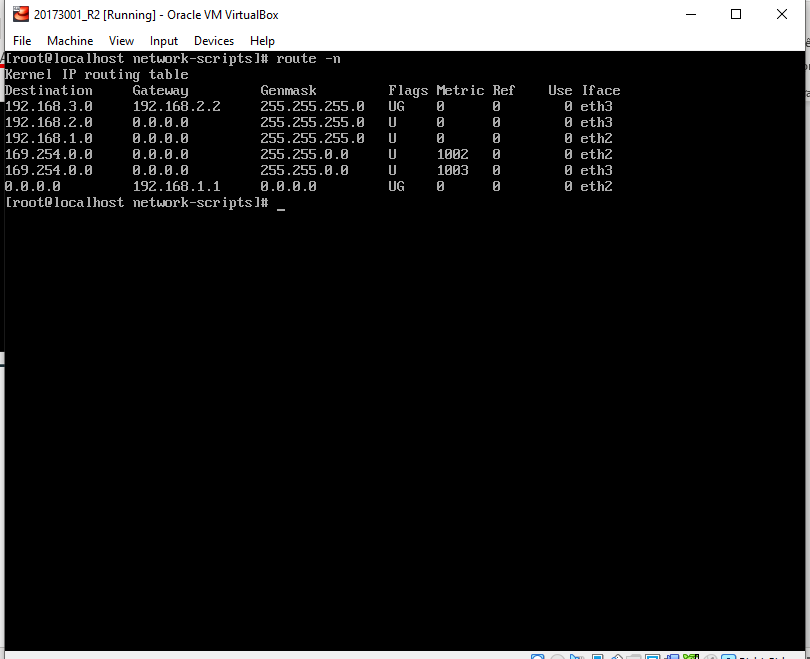 20173001_R2 [Running] - Oracle VM VirtualBox
File Machine View Input Devices Help
[root@localhost network-scripts]# route -n
Kernel IP routing table
Destination Gateway Genmask Flags Metric Ref Use Iface
192.168.3.0 192.168.2.2 255.255.255.0 UG 0 0 0 eth3
192.168.2.0 0.0.0.0 255.255.255.0 U 0 0 0 eth3
192.168.1.0 0.0.0.0 255.255.255.0 U 0 0 0 eth2
169.254.0.0 0.0.0.0 255.255.0.0 U 1002 0 0 eth2
169.254.0.0 0.0.0.0 255.255.0.0 U 1003 0 0 eth3
0.0.0.0 192.168.1.1 0.0.0.0 UG 0 0 0 eth2
[root@localhost network-scripts]# _